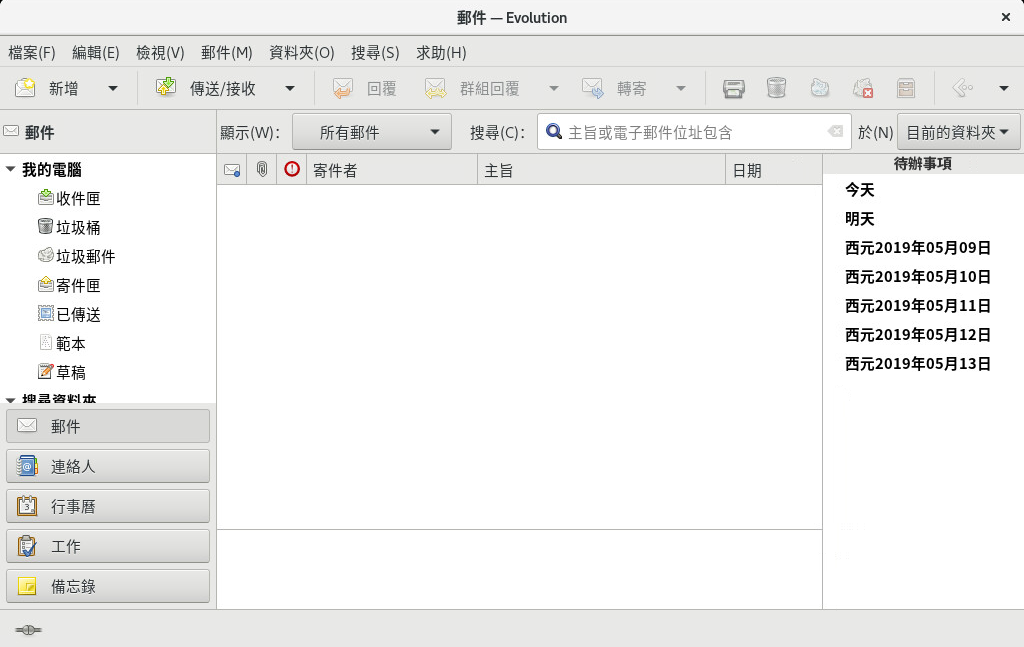 郵件 — Evolution
檔案(F) 編輯(E) 檢視(V) 郵件(M) 資料夾(O) 搜尋(S) 求助(H)
新增 傳送/接收 回覆 群組回覆 轉寄
郵件 顯示(W)： 所有郵件 搜尋(C)： 主旨或電子郵件位址包含 於(N) 目前的資料夾
寄件者 主旨 日期 待辦事項
我的電腦
收件匣
垃圾桶
垃圾郵件
寄件匣
已傳送
範本
草稿
搜尋資料夾
郵件
連絡人
行事曆
工作
備忘錄
今天
明天
西元2019年05月09日
西元2019年05月10日
西元2019年05月11日
西元2019年05月12日
西元2019年05月13日